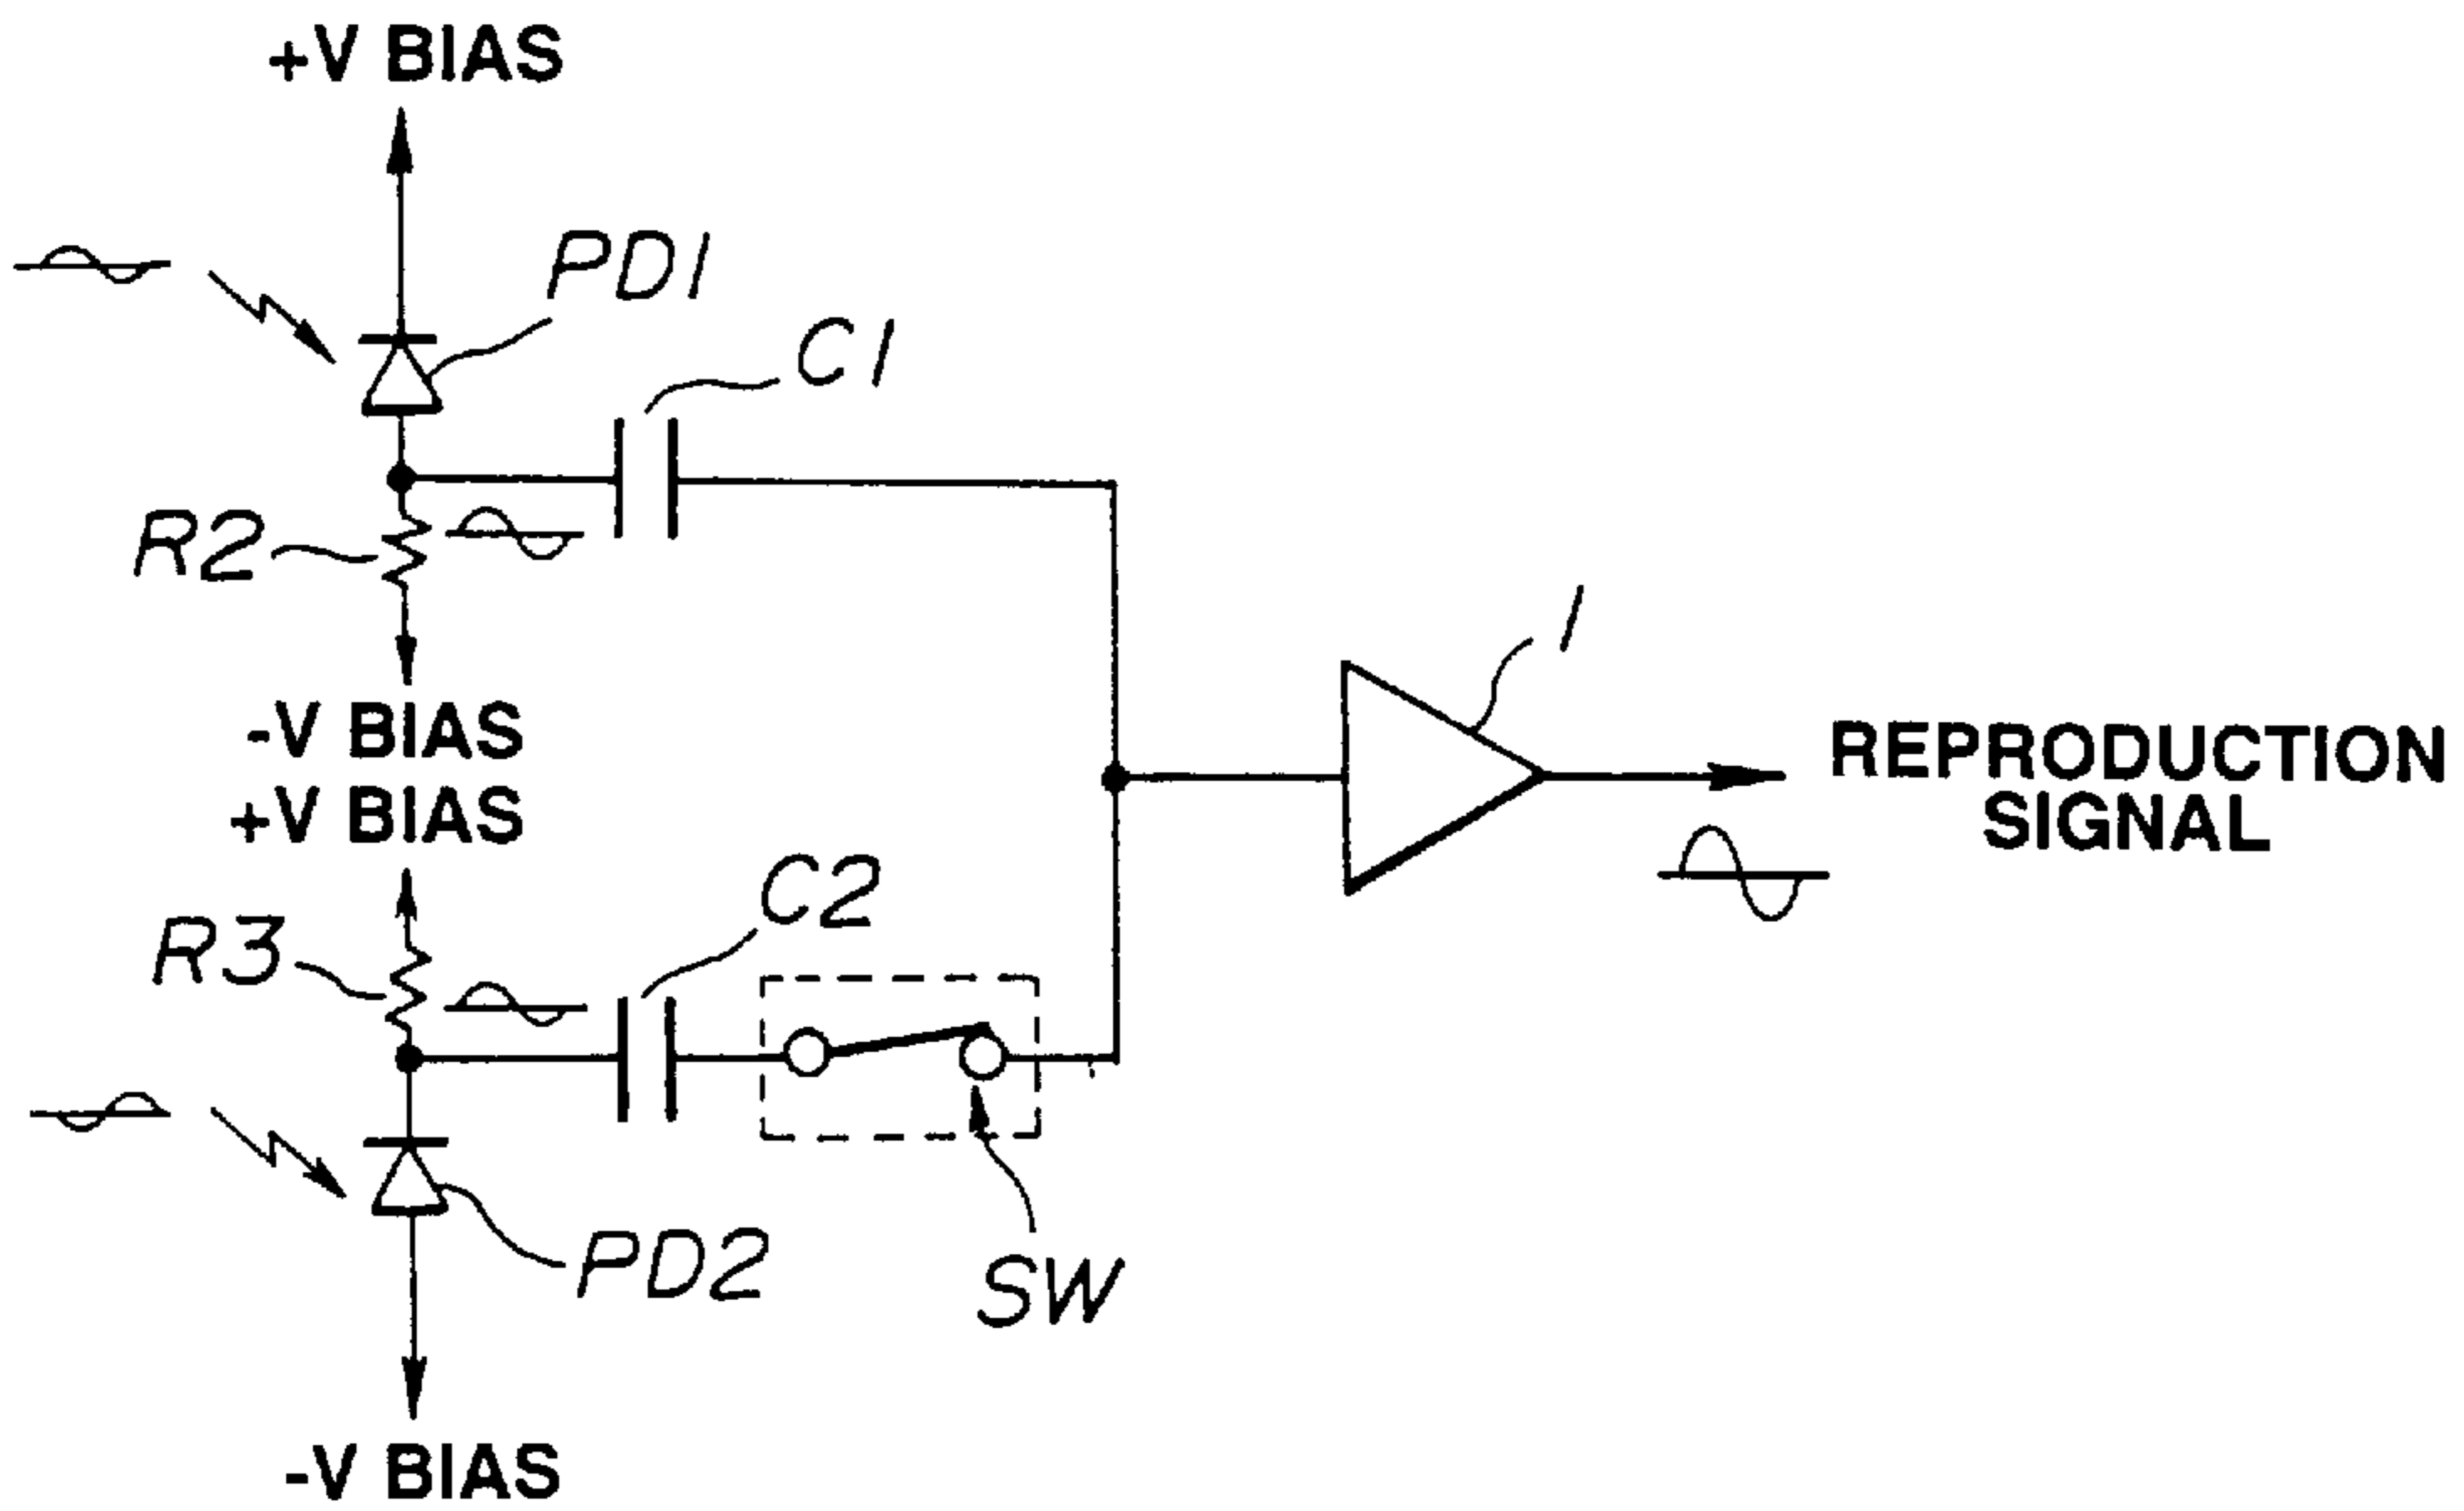 +V BIAS
PD1
C1
R2
-V BIAS
+V BIAS
1
REPRODUCTION
SIGNAL
C2
R3
PD2
SW
-V BIAS